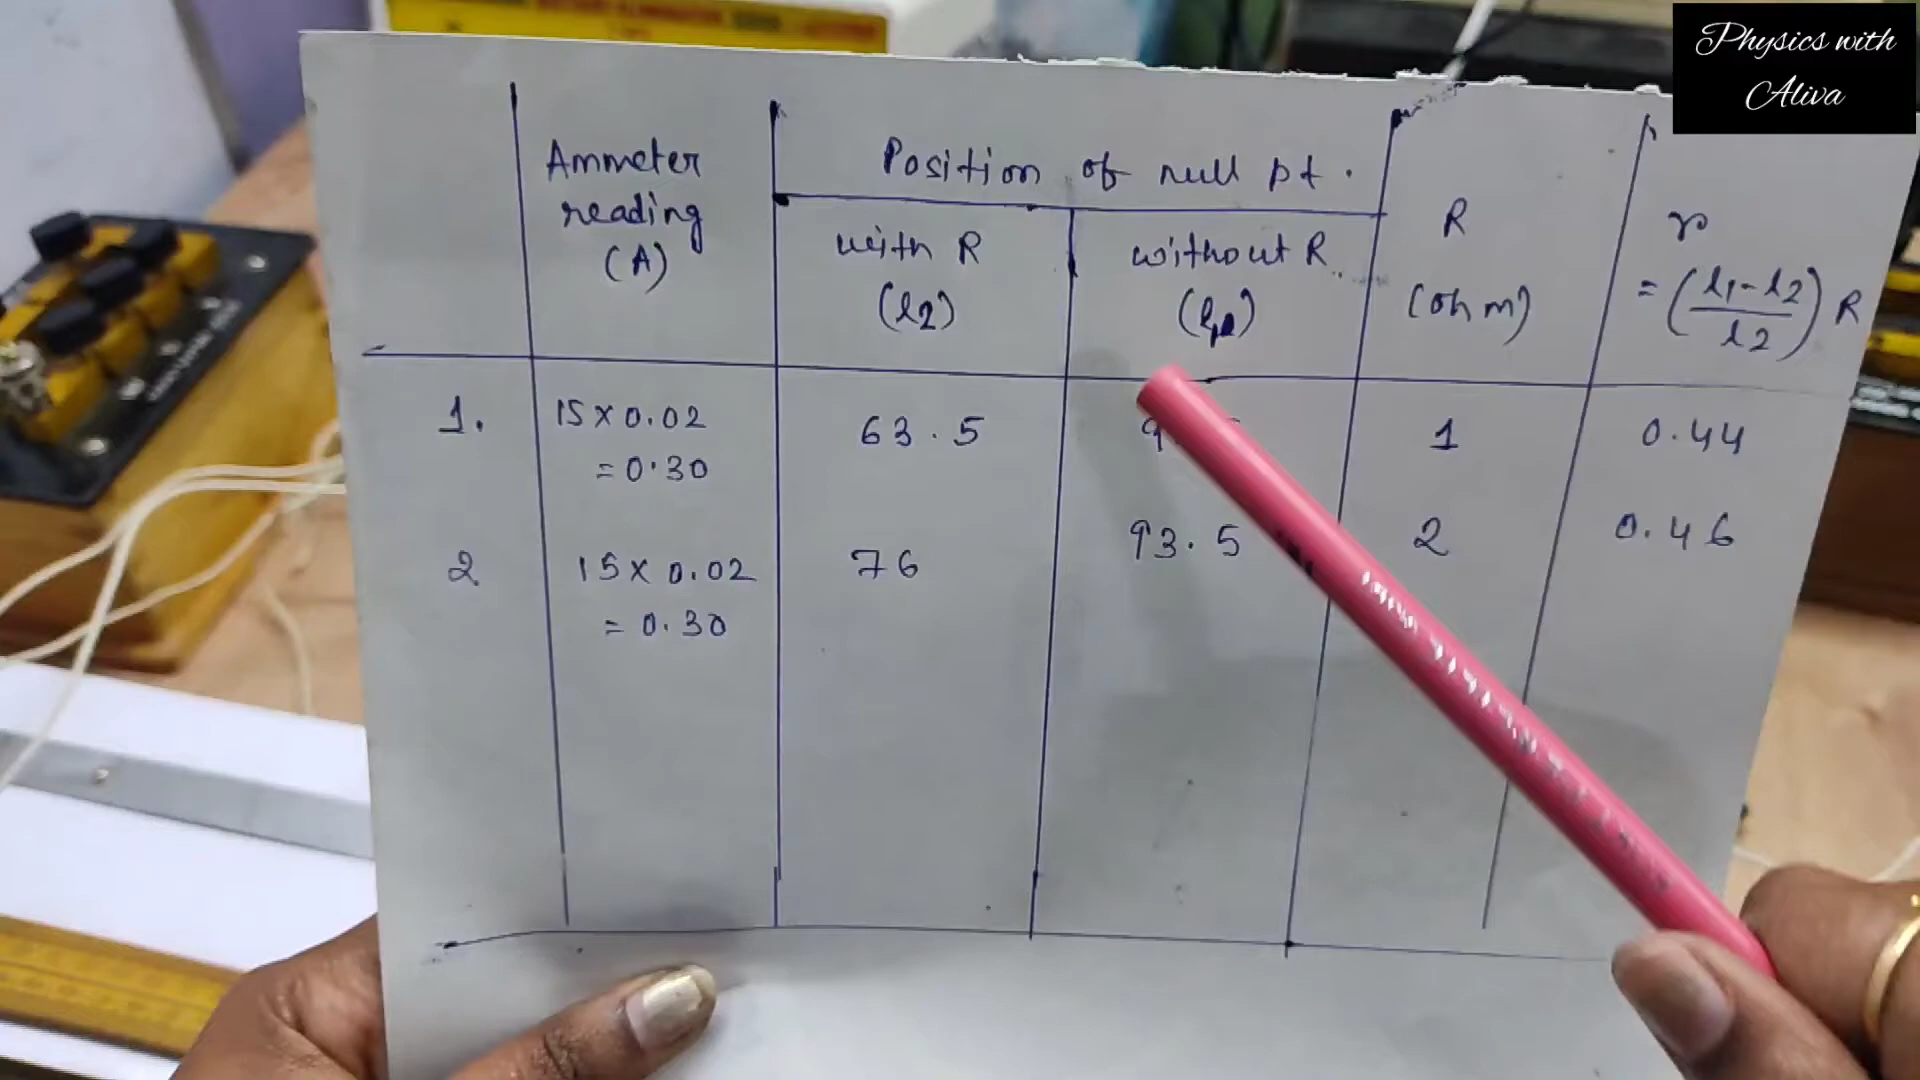 Physics with
Aliva
Ammeter
reading
(A)
Position of null pt.
with R
(l2)
without R
(l1)
R
(ohm)
r
= (l1-l2/l2) R
1.
15 x 0.02
= 0.30
63.5
1
0.44
2
15 x 0.02
= 0.30
76
93.5
2
0.46